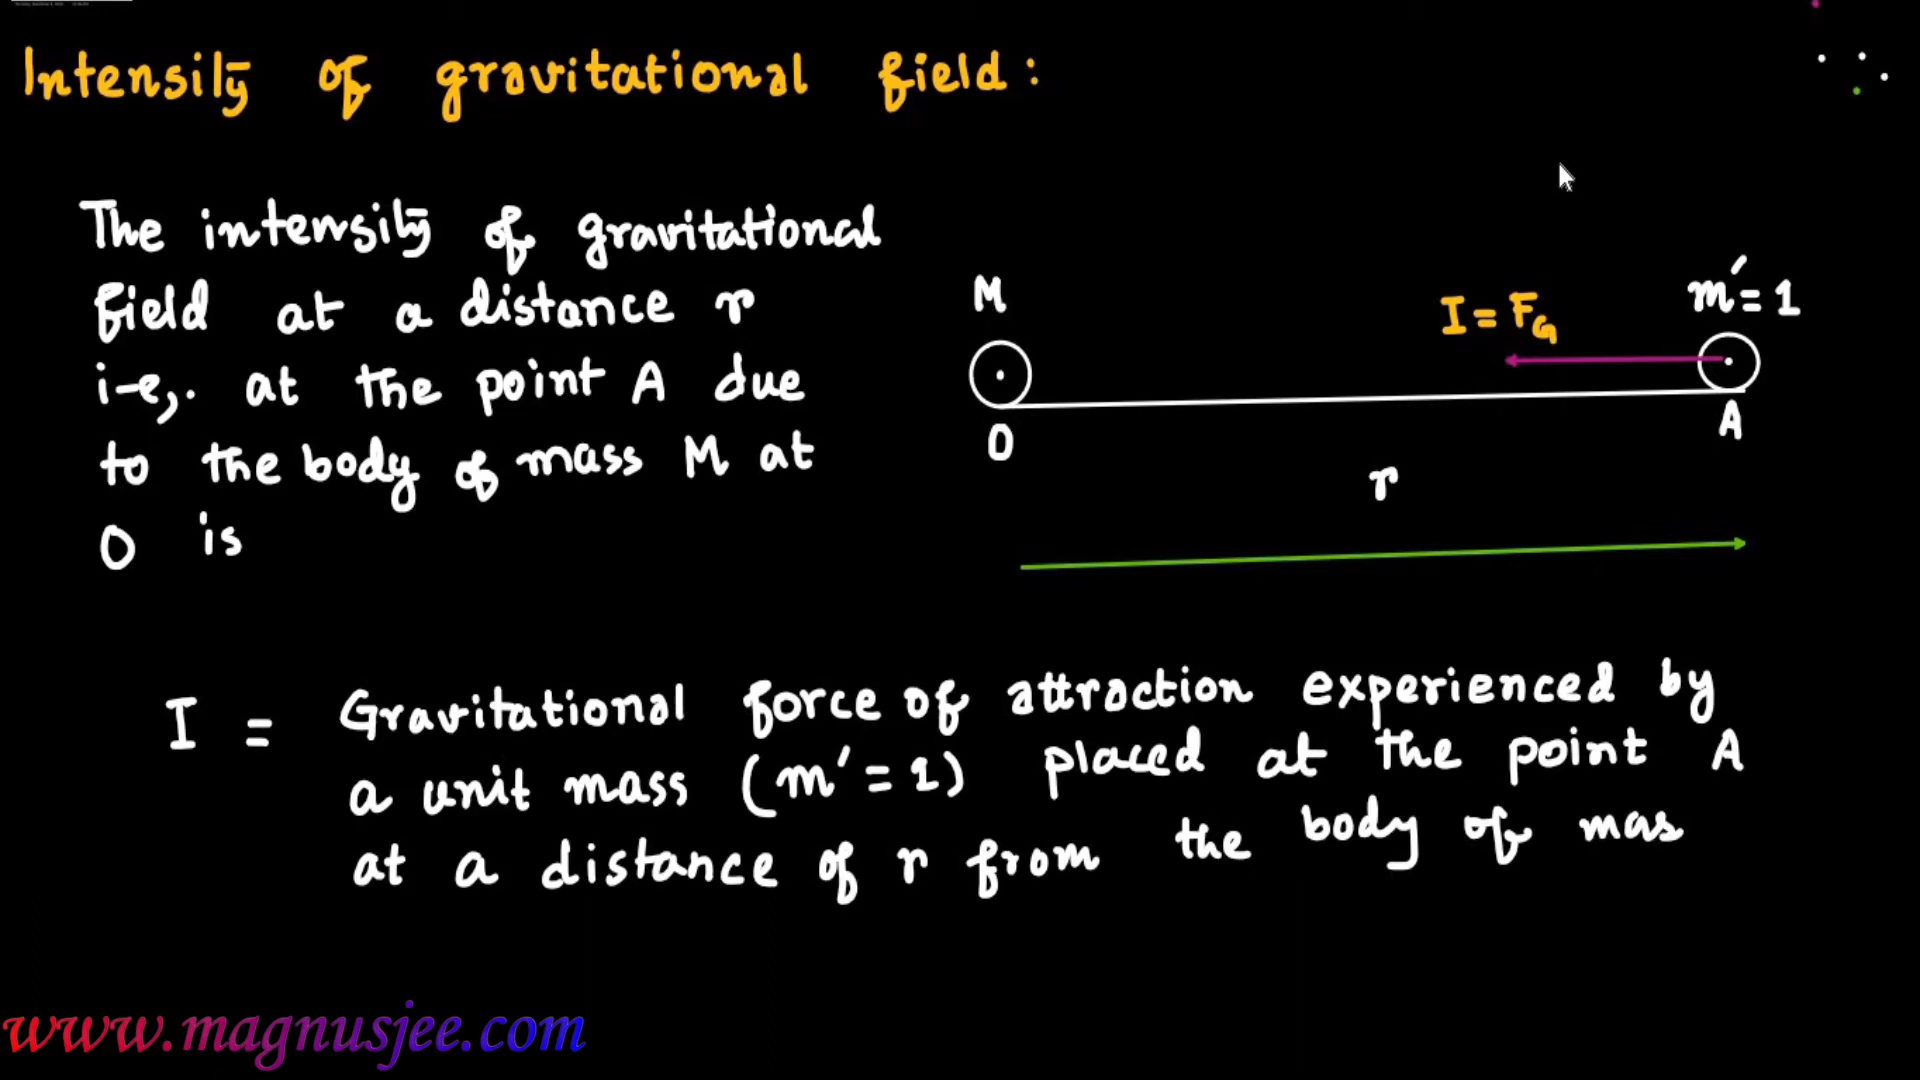 Intensity of gravitational field :
The intensity of gravitational
field at a distance r
i-e,. at the point A due
to the body of mass M at
O is
M
I = FG
m' = 1
O
A
r
I = Gravitational force of attraction experienced by
a unit mass (m' = 1) placed at the point A
at a distance of r from the body of mas
www.magnusjee.com